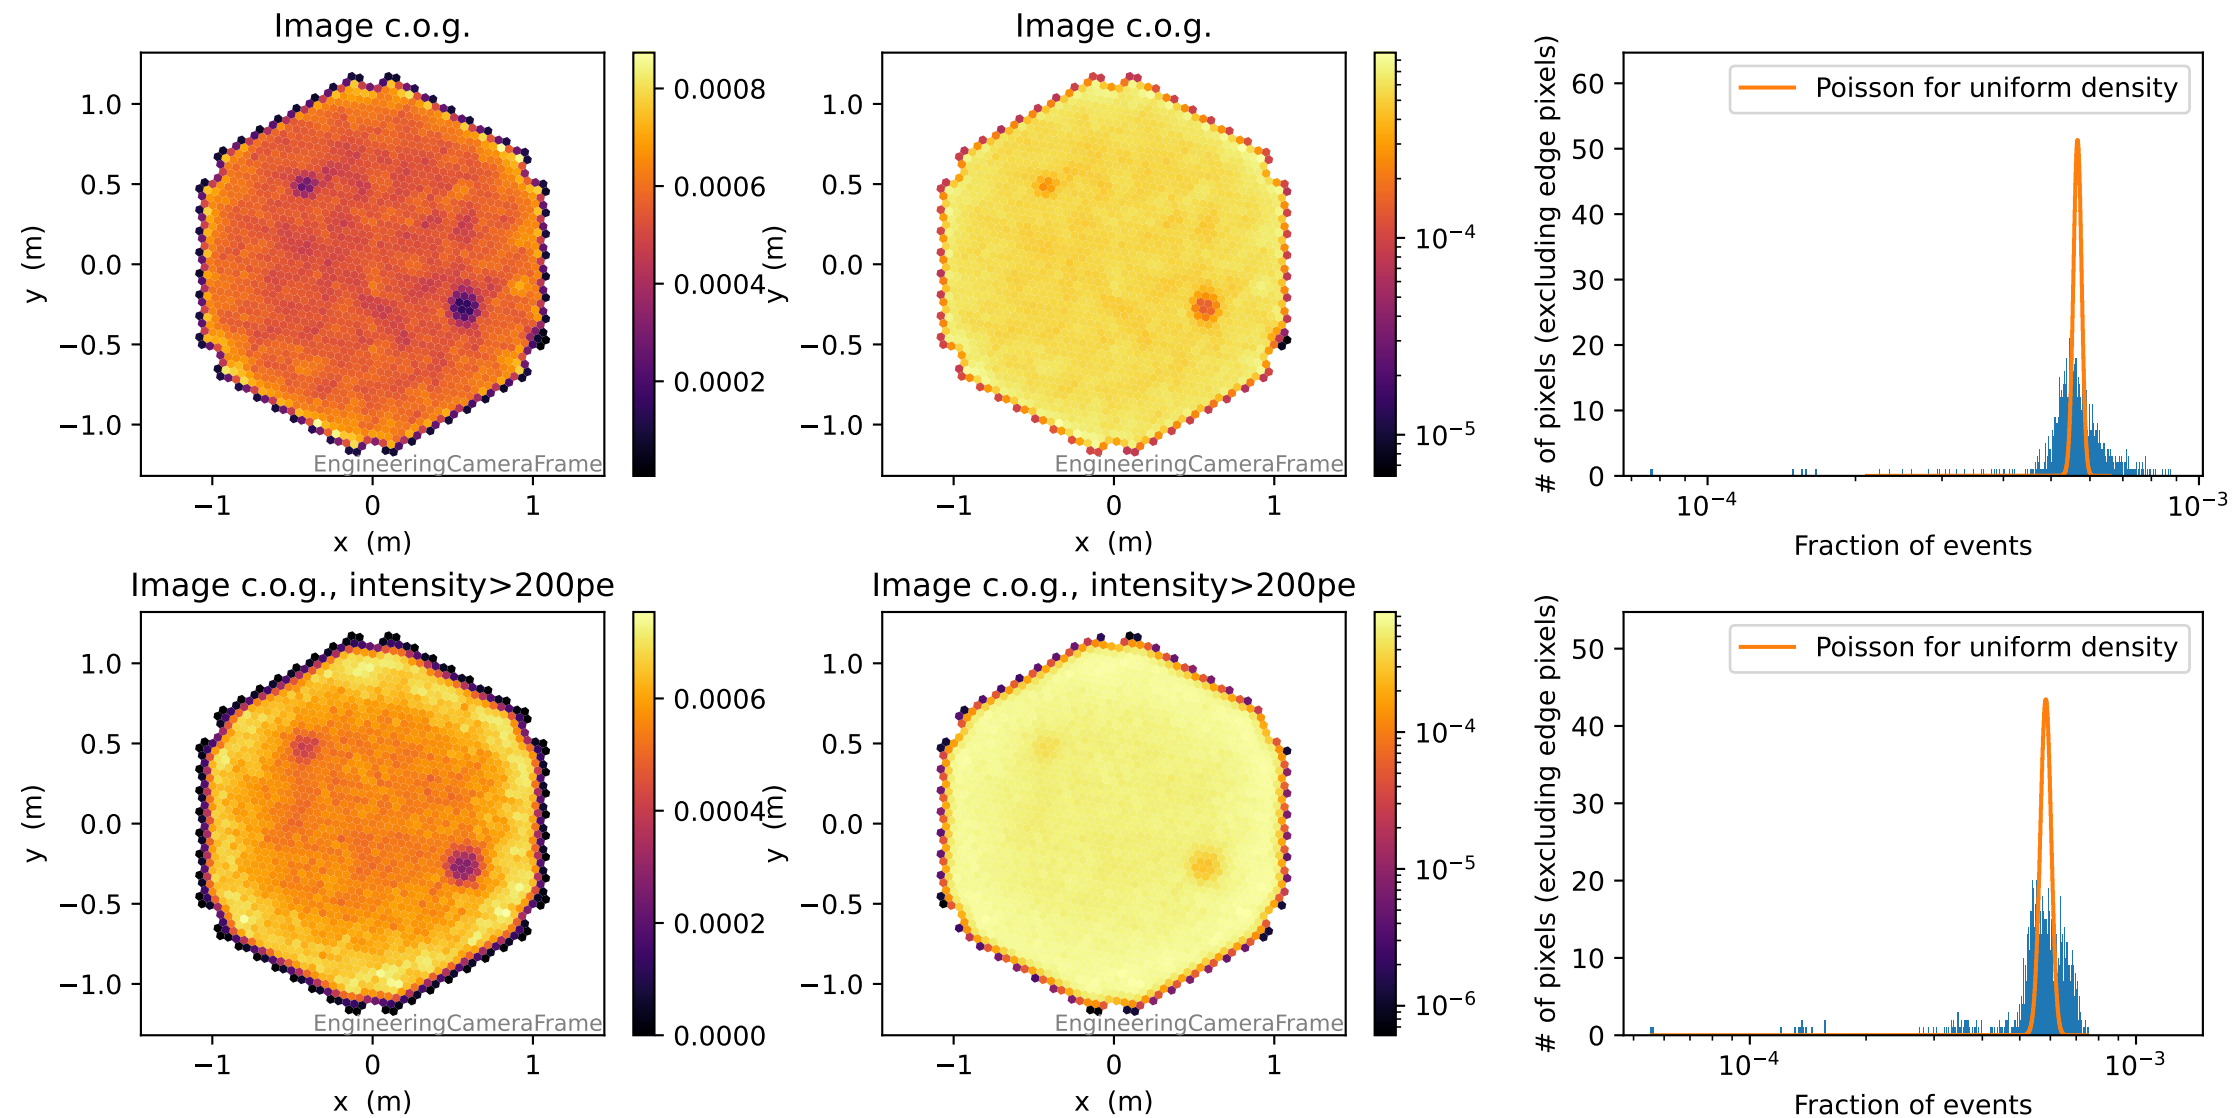 Image c.o.g.
1.0
0.5
0.0
−0.5
−1.0
y (m)
−1
0
1
x (m)
EngineeringCameraFrame
0.0008
0.0006
0.0004
0.0002
Image c.o.g.
1.0
0.5
0.0
−0.5
−1.0
y (m)
−1
0
1
x (m)
EngineeringCameraFrame
10⁻⁴
10⁻⁵
Poisson for uniform density
# of pixels (excluding edge pixels)
60
50
40
30
20
10
0
10⁻⁴
10⁻³
Fraction of events
Image c.o.g., intensity>200pe
1.0
0.5
0.0
−0.5
−1.0
y (m)
−1
0
1
x (m)
EngineeringCameraFrame
0.0006
0.0004
0.0002
0.0000
Image c.o.g., intensity>200pe
1.0
0.5
0.0
−0.5
−1.0
y (m)
−1
0
1
x (m)
EngineeringCameraFrame
10⁻⁴
10⁻⁵
10⁻⁶
Poisson for uniform density
# of pixels (excluding edge pixels)
50
40
30
20
10
0
10⁻⁴
10⁻³
Fraction of events